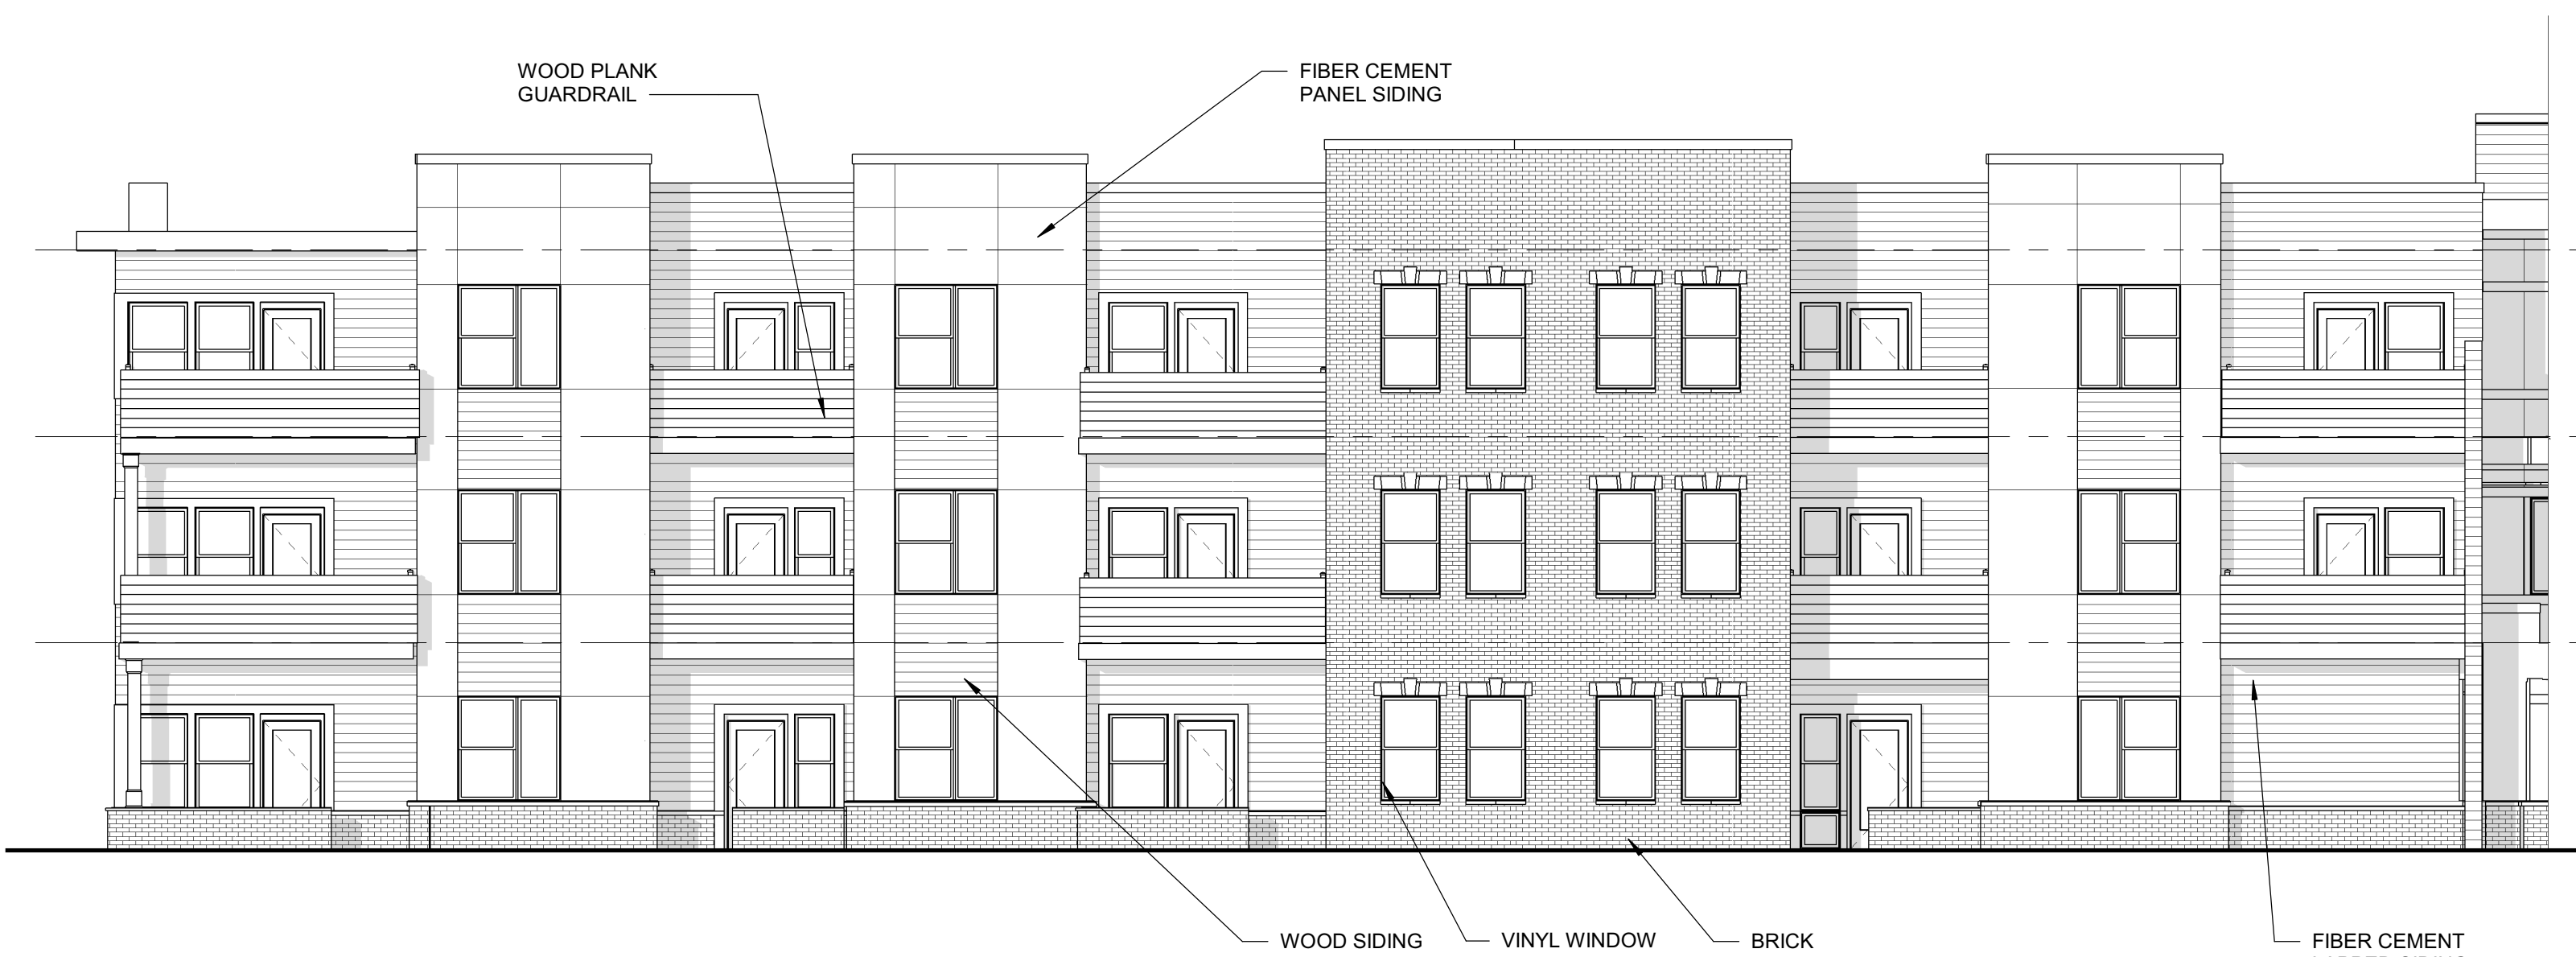 WOOD PLANK
GUARDRAIL
FIBER CEMENT
PANEL SIDING
WOOD SIDING
VINYL WINDOW
BRICK
FIBER CEMENT